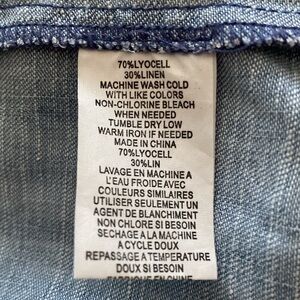 70%LYOCELL
30%LINEN
MACHINE WASH COLD
WITH LIKE COLORS
NON-CHLORINE BLEACH
WHEN NEEDED
TUMBLE DRY LOW
WARM IRON IF NEEDED
MADE IN CHINA
70%LYOCELL
30%LIN
LAVAGE EN MACHINE A
L'EAU FROIDE AVEC
COULEURS SIMILAIRES
UTILISER SEULEMENT UN
AGENT DE BLANCHIMENT
NON CHLORE SI BESOIN
SECHAGE A LA MACHINE
A CYCLE DOUX
REPASSAGE A TEMPERATURE
DOUX SI BESOIN
FABRIQUE EN CHINE